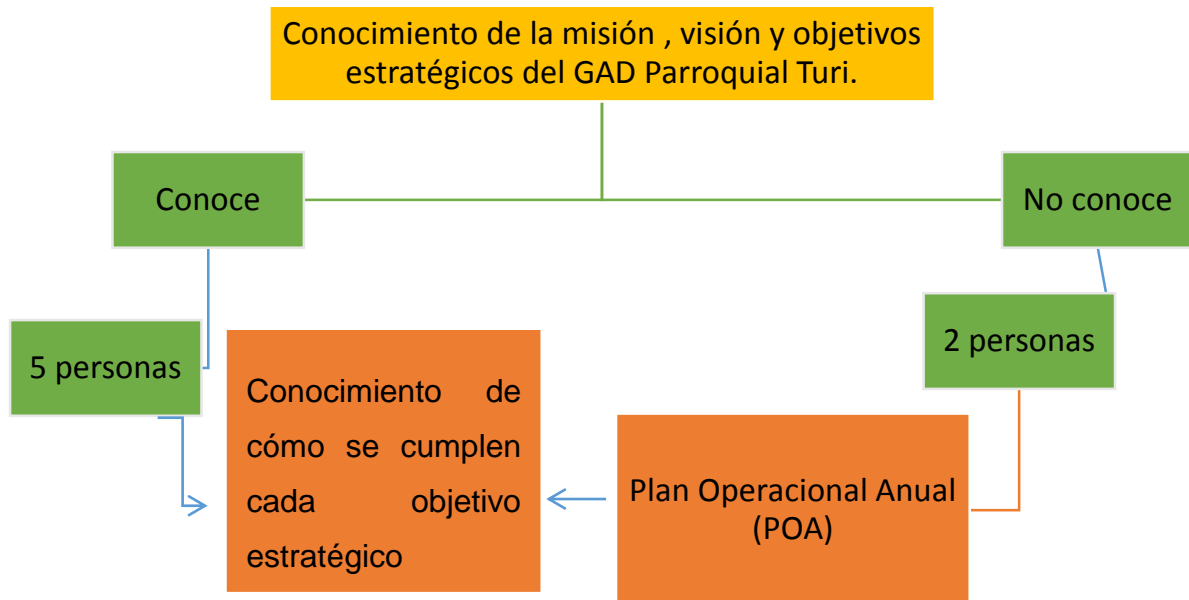 Conocimiento de la misión , visión y objetivos
estratégicos del GAD Parroquial Turi.
Conoce
No conoce
5 personas
2 personas
Conocimiento de
cómo se cumplen
cada objetivo
estratégico
Plan Operacional Anual
(POA)